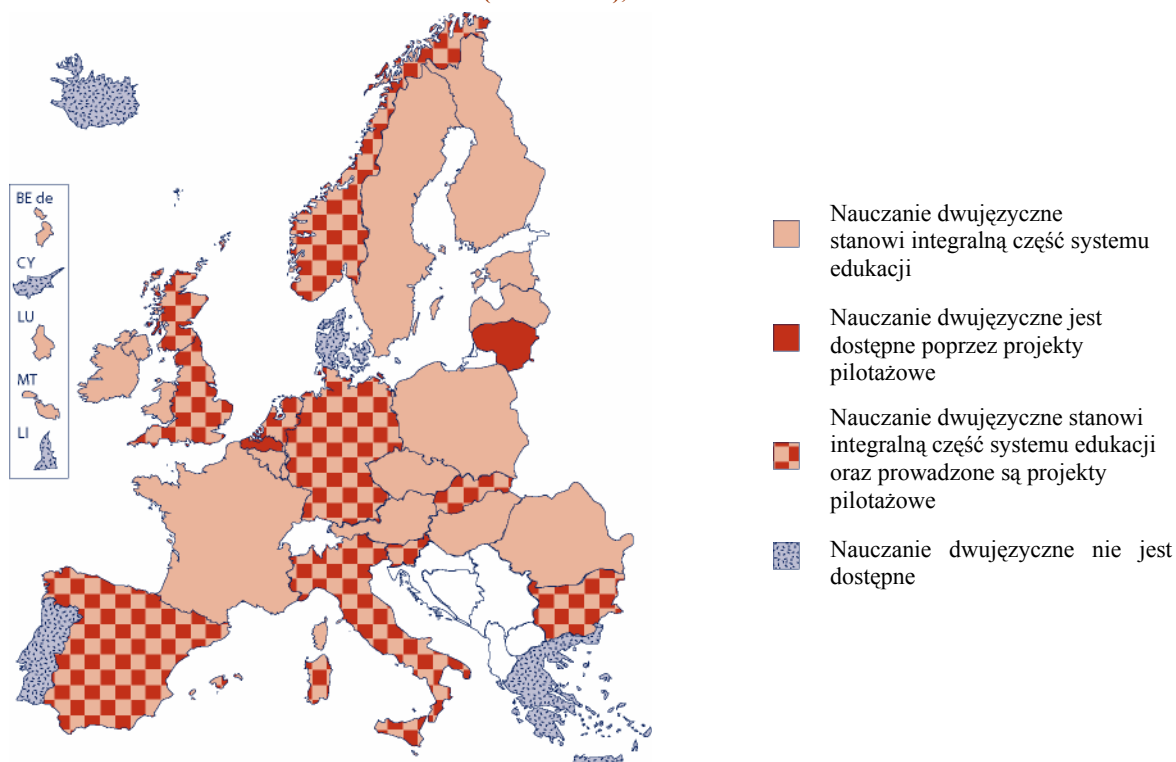 BE de
CY
LU
MT
LI
Nauczanie dwujęzyczne
stanowi integralną część systemu
edukacji
Nauczanie dwujęzyczne jest
dostępne poprzez projekty
pilotażowe
Nauczanie dwujęzyczne stanowi
integralną część systemu edukacji
oraz prowadzone są projekty
pilotażowe
Nauczanie dwujęzyczne nie jest
dostępne